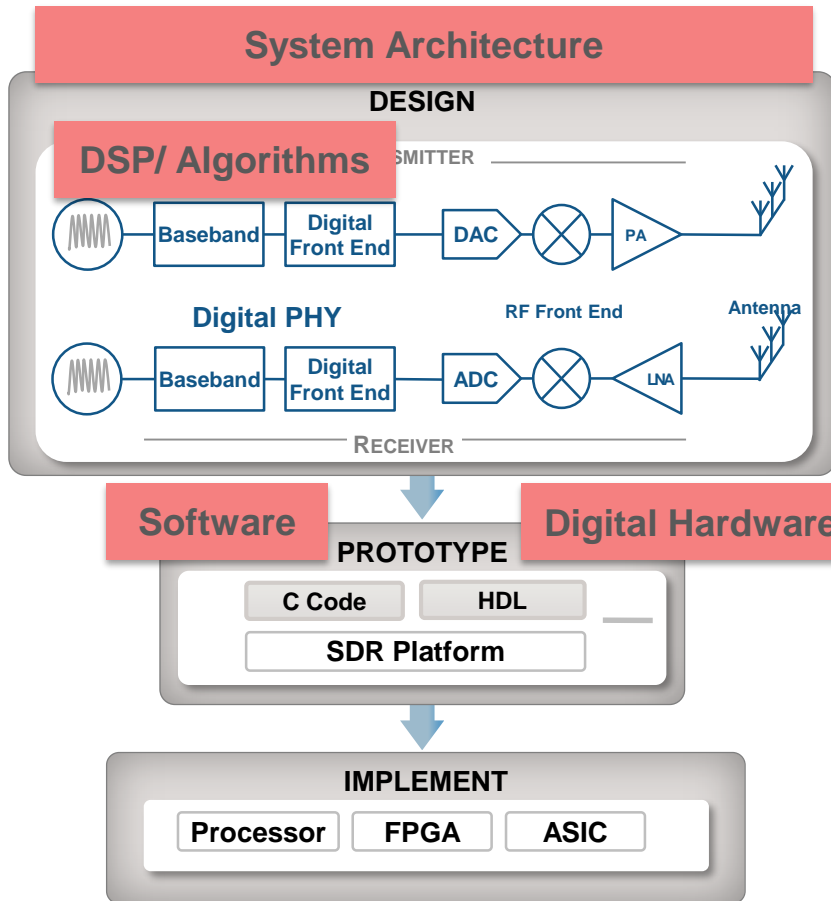 System Architecture
DESIGN
DSP/ Algorithms
SMITTER
Baseband
Digital
Front End
DAC
PA
Digital PHY
RF Front End
Antenna
Baseband
Digital
Front End
ADC
LNA
RECEIVER
Software
Digital Hardware
PROTOTYPE
C Code
HDL
SDR Platform
IMPLEMENT
Processor
FPGA
ASIC